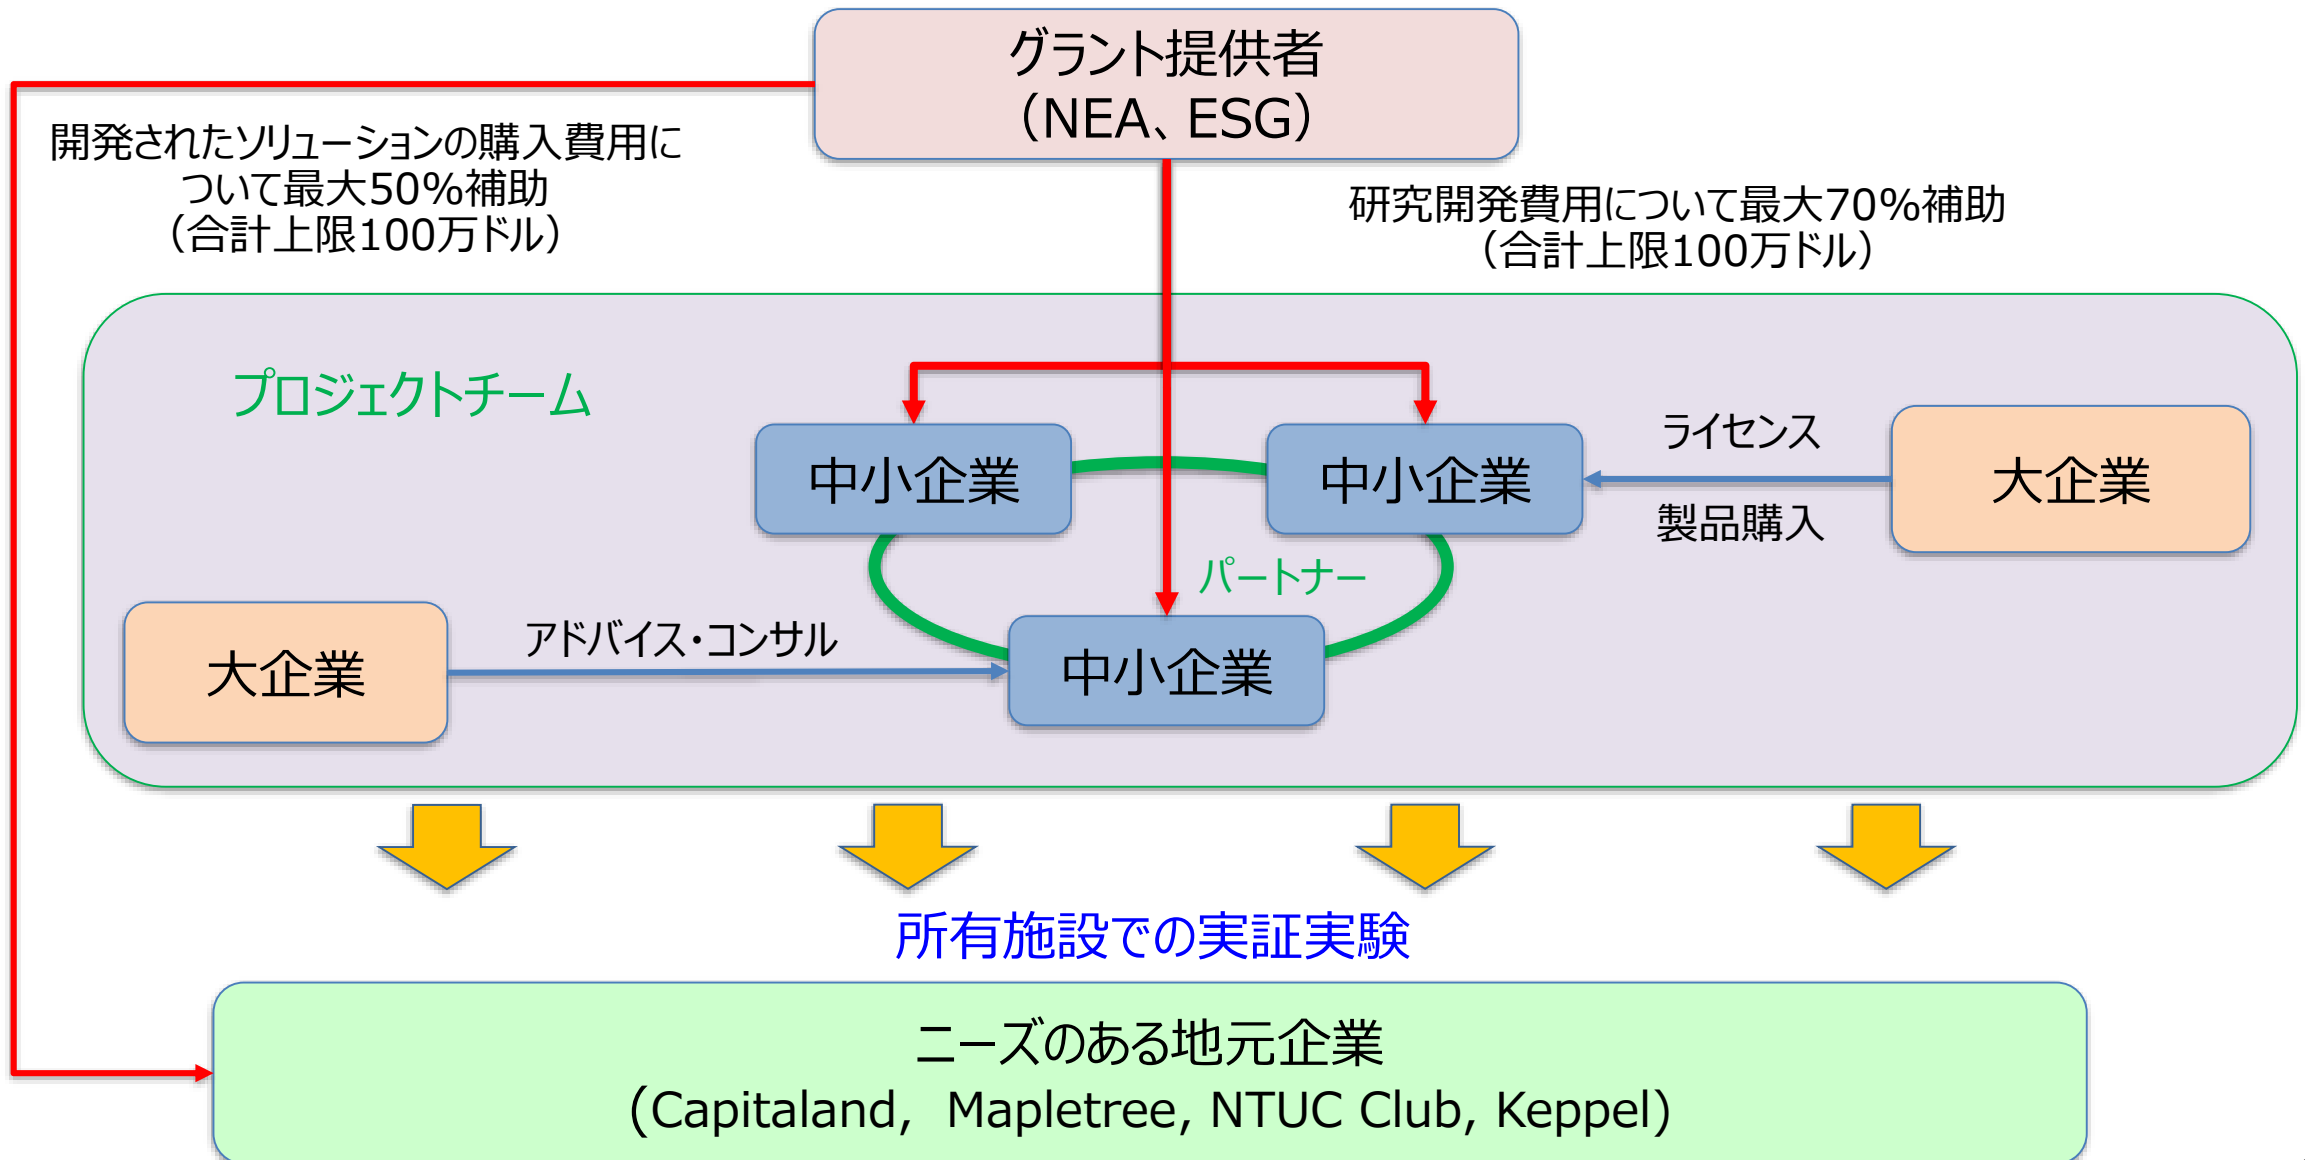 グラント提供者
（NEA、ESG）
開発されたソリューションの購入費用に
ついて最大50%補助
（合計上限100万ドル）
研究開発費用について最大70%補助
（合計上限100万ドル）
プロジェクトチーム
中小企業
中小企業
ライセンス
製品購入
大企業
パートナー
大企業
アドバイス・コンサル
中小企業
所有施設での実証実験
ニーズのある地元企業
(Capitaland, Mapletree, NTUC Club, Keppel)